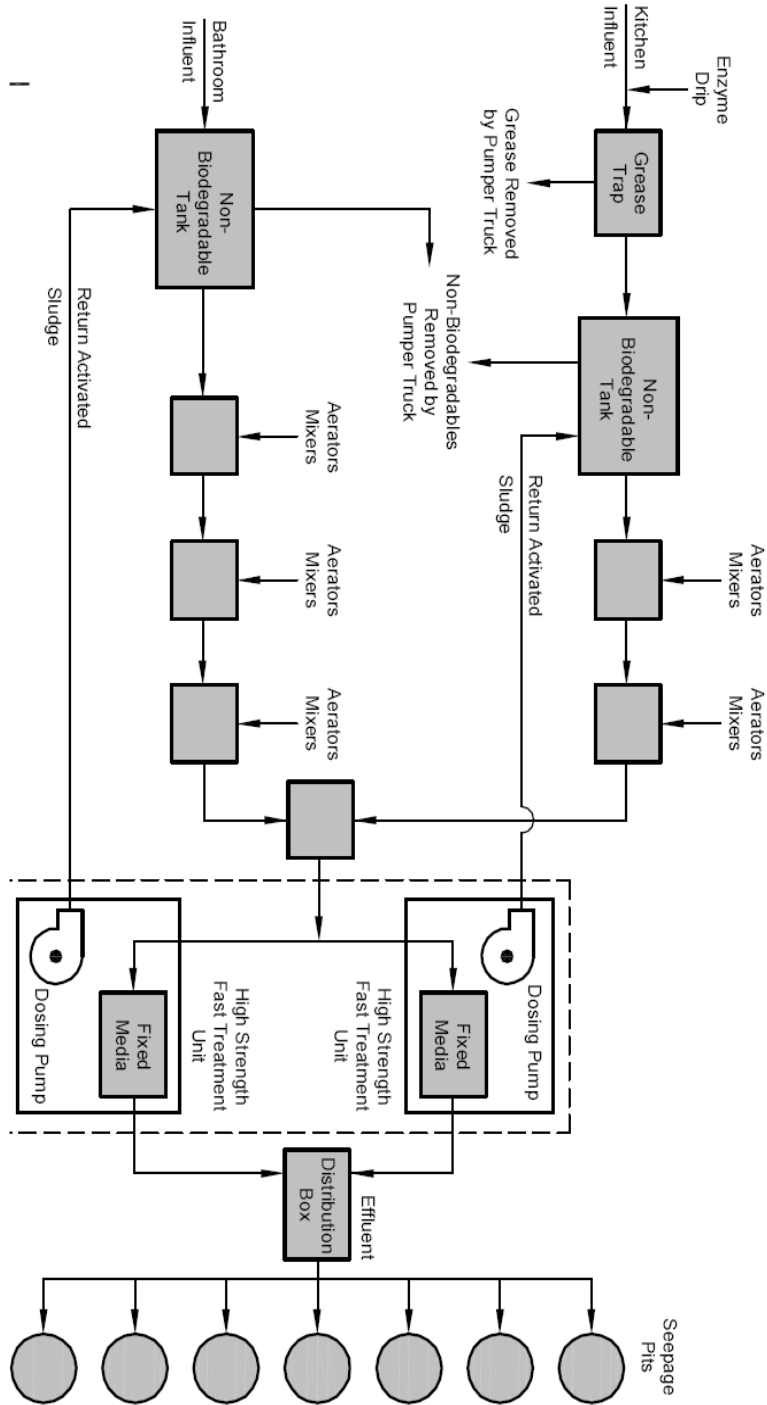 Enzyme
Drip
Kitchen
Influent
Grease
Trap
Grease Removed
by Pumper Truck
Non-
Biodegradable
Tank
Aerators
Mixers
Aerators
Mixers
Return Activated
Sludge
Non-Biodegradables
Removed by
Pumper Truck
Bathroom
Influent
Non-
Biodegradable
Tank
Aerators
Mixers
Aerators
Mixers
Aerators
Mixers
Return Activated
Sludge
Dosing Pump
Fixed
Media
High Strength
Fast Treatment
Unit
High Strength
Fast Treatment
Unit
Fixed
Media
Dosing Pump
Effluent
Distribution
Box
Seepage
Pits